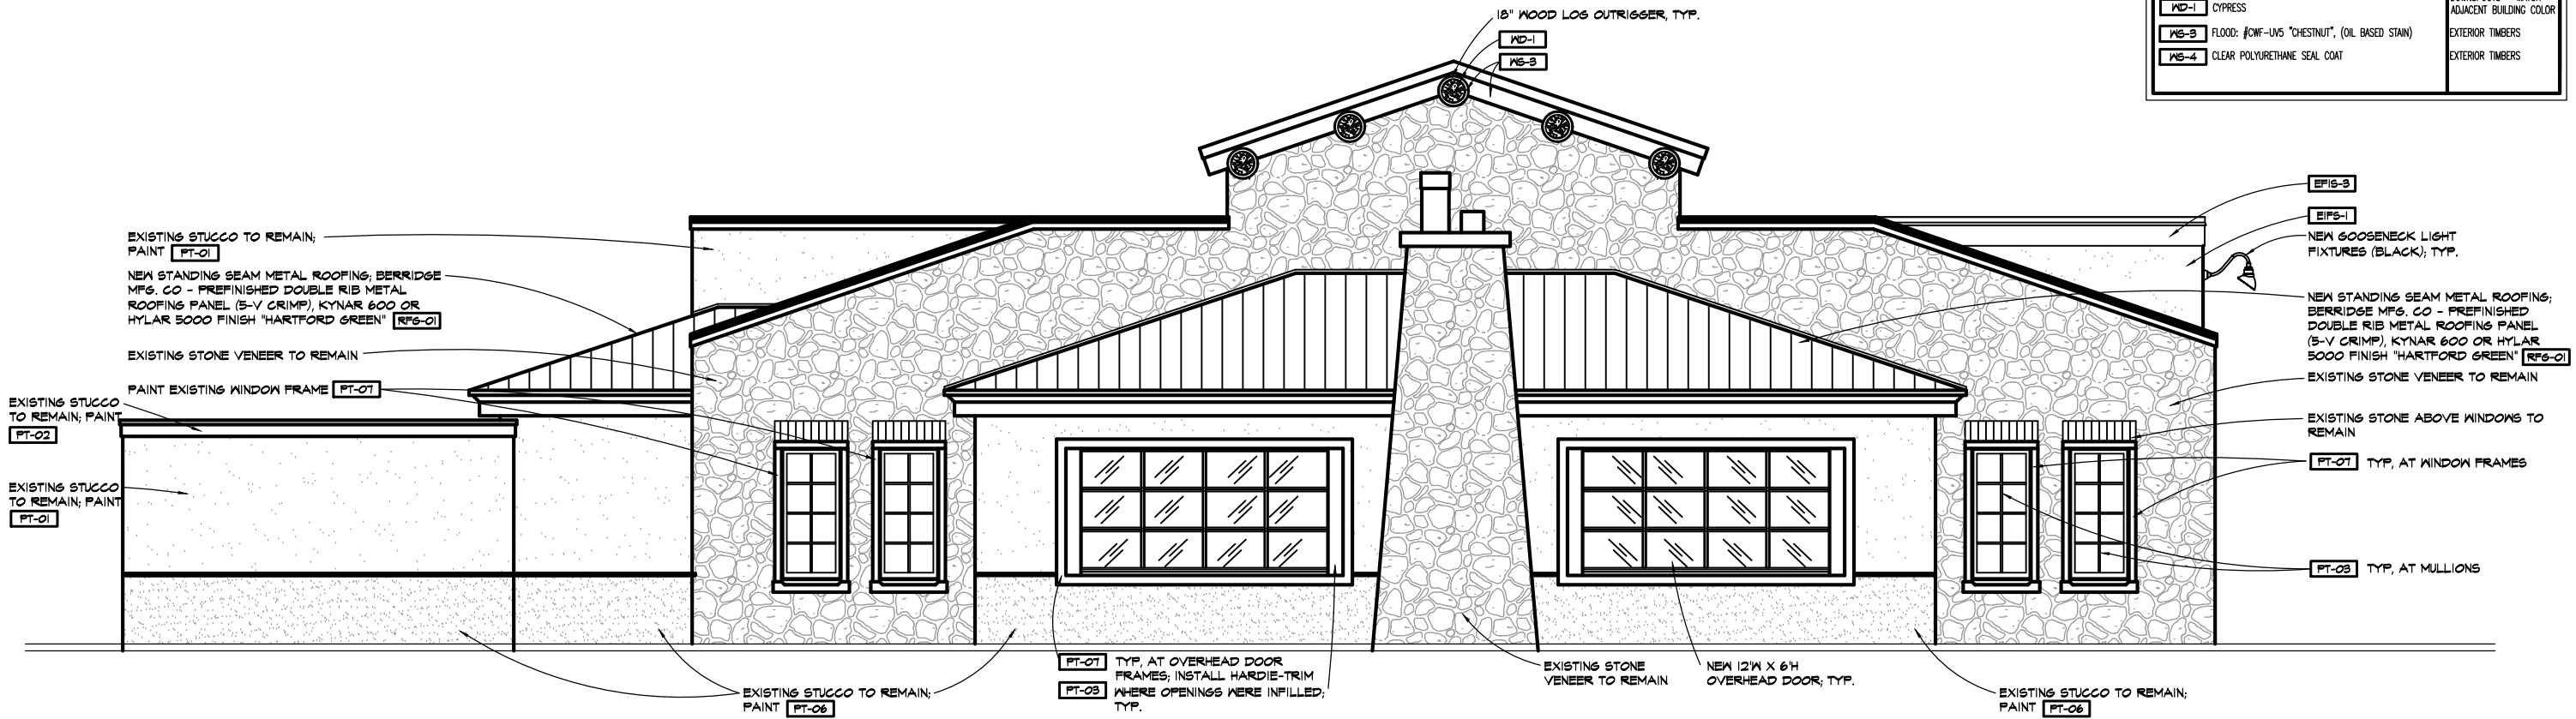 18" WOOD LOG OUTRIGGER, TYP.
WD-1
WS-3
WD-1 CYPRESS
ADJACENT BUILDING COLOR
WS-3 FLOOD: #CWF-UV5 "CHESTNUT", (OIL BASED STAIN) EXTERIOR TIMBERS
WS-4 CLEAR POLYURETHANE SEAL COAT EXTERIOR TIMBERS
EXISTING STUCCO TO REMAIN;
PAINT PT-01
NEW STANDING SEAM METAL ROOFING; BERRIDGE
MFG. CO - PREFINISHED DOUBLE RIB METAL
ROOFING PANEL (5-V CRIMP), KYNAR 600 OR
HYLAR 5000 FINISH "HARTFORD GREEN" RFG-01
EXISTING STONE VENEER TO REMAIN
PAINT EXISTING WINDOW FRAME PT-07
EXISTING STUCCO
TO REMAIN; PAINT
PT-02
EXISTING STUCCO
TO REMAIN; PAINT
PT-01
EXISTING STUCCO TO REMAIN;
PAINT PT-06
PT-07 TYP, AT OVERHEAD DOOR
FRAMES; INSTALL HARDIE-TRIM
PT-03 WHERE OPENINGS WERE INFILLED;
TYP.
EXISTING STONE
VENEER TO REMAIN
NEW 12'W X 6'H
OVERHEAD DOOR; TYP.
EXISTING STUCCO TO REMAIN;
PAINT PT-06
EFIS-3
EIFS-1
NEW GOOSENECK LIGHT
FIXTURES (BLACK); TYP.
NEW STANDING SEAM METAL ROOFING;
BERRIDGE MFG. CO - PREFINISHED
DOUBLE RIB METAL ROOFING PANEL
(5-V CRIMP), KYNAR 600 OR HYLAR
5000 FINISH "HARTFORD GREEN" RFG-01
EXISTING STONE VENEER TO REMAIN
EXISTING STONE ABOVE WINDOWS TO
REMAIN
PT-07 TYP, AT WINDOW FRAMES
PT-03 TYP, AT MULLIONS